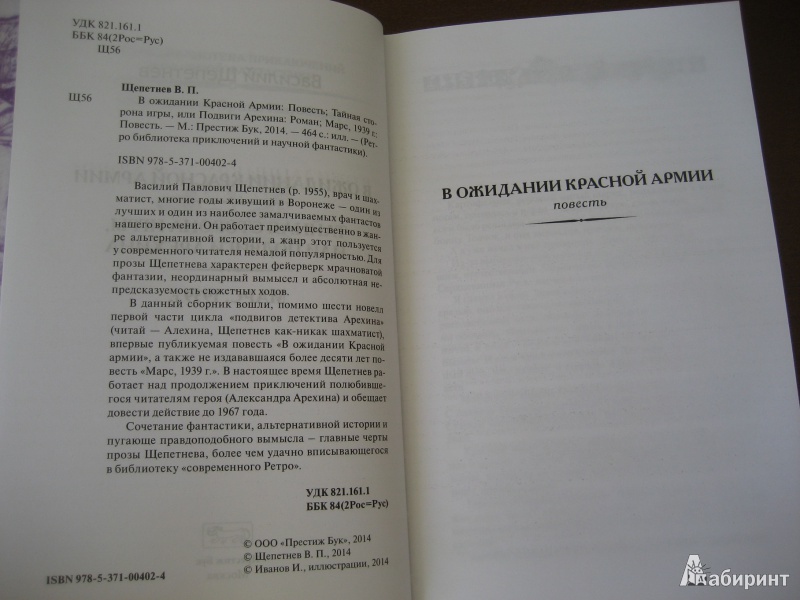 УДК 821.161.1
ББК 84(2Рос=Рус)
Щ56
Щепетнев В. П.
Щ56
В ожидании Красной Армии: Повесть; Тайная сто-
рона игры, или Подвиги Арехина: Роман; Марс, 1939 г.:
Повесть. — М.: Престиж Бук, 2014. — 464 с.: илл. — (Рет-
ро библиотека приключений и научной фантастики).
ISBN 978-5-371-00402-4
Василий Павлович Щепетнев (р. 1955), врач и шах-
матист, многие годы живущий в Воронеже — один из
лучших и один из наиболее замалчиваемых фантастов
нашего времени. Он работает преимущественно в жан-
ре альтернативной истории, а жанр этот пользуется
у современного читателя немалой популярностью. Для
прозы Щепетнева характерен фейерверк мрачноватой
фантазии, неординарный вымысел и абсолютная не-
предсказуемость сюжетных ходов.
В данный сборник вошли, помимо шести новелл
первой части цикла «подвигов детектива Арехина»
(читай — Алехина, Щепетнев как-никак шахматист),
впервые публикуемая повесть «В ожидании Красной
армии», а также не издававшаяся более десяти лет по-
весть «Марс, 1939 г.». В настоящее время Щепетнев ра-
ботает над продолжением приключений полюбивше-
гося читателям героя (Александра Арехина) и обещает
довести действие до 1967 года.
Сочетание фантастики, альтернативной истории и
пугающе правдоподобного вымысла – главные черты
прозы Щепетнева, более чем удачно вписывающегося
в библиотеку «современного Ретро».
УДК 821.161.1
ББК 84(2Рос=Рус)
© ООО «Престиж Бук», 2014
© Щепетнев В. П., 2014
© Иванов И., иллюстрации, 2014
ISBN 978-5-371-00402-4
В ОЖИДАНИИ КРАСНОЙ АРМИИ
повесть
Лабиринт